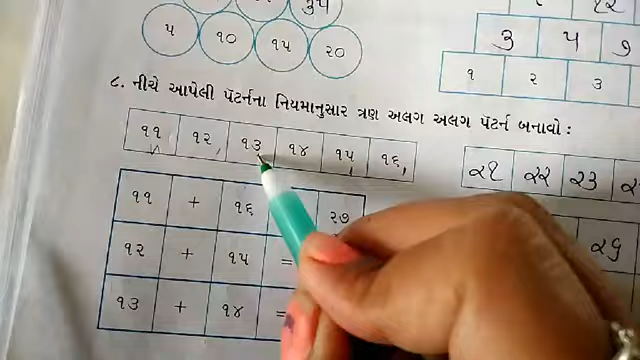 ૫ ૧૦ ૧૫ ૨૦
૩ ૫ ૭
૧ ૨ ૩
૮. નીચે આપેલી પૅટર્નના નિયમાનુસાર ત્રણ અલગ અલગ પૅટર્ન બનાવો :
૧૧ ૧૨ ૧૩ ૧૪ ૧૫ ૧૬
૨૧ ૨૨ ૨૩
૧૧ + ૧૬ ૨૭
૧૨ + ૧૫ =
૧૩ + ૧૪ =